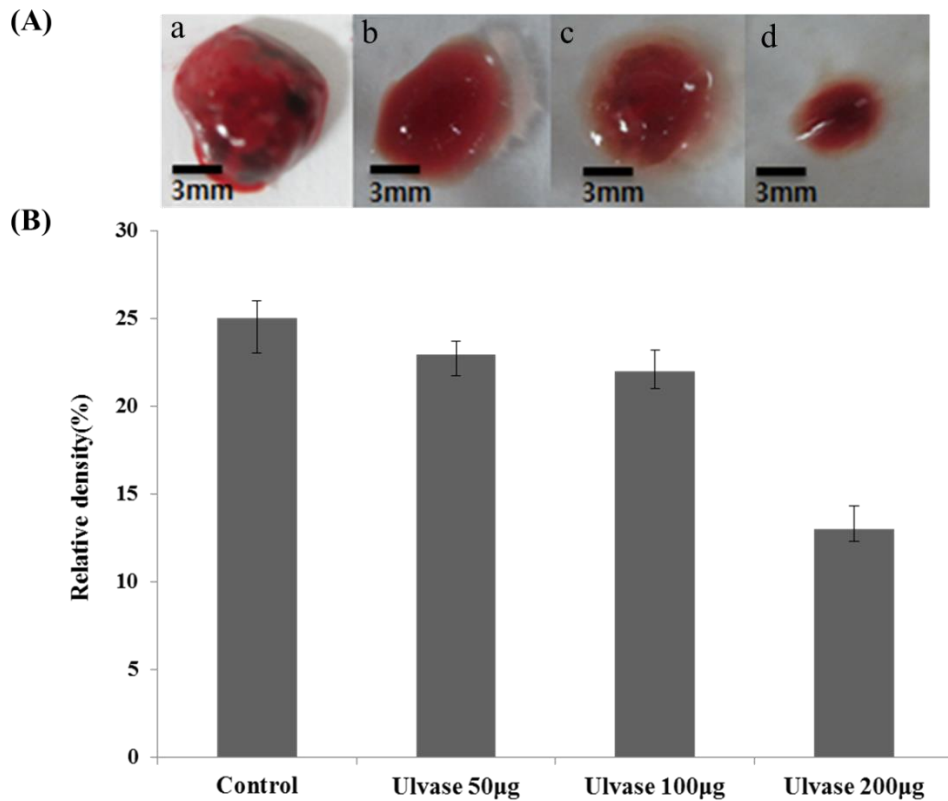 (A)
a b c d
3mm 3mm 3mm 3mm
(B)
30
25
20
15
10
5
0
Relative density(%)
Control Ulvase 50µg Ulvase 100µg Ulvase 200µg